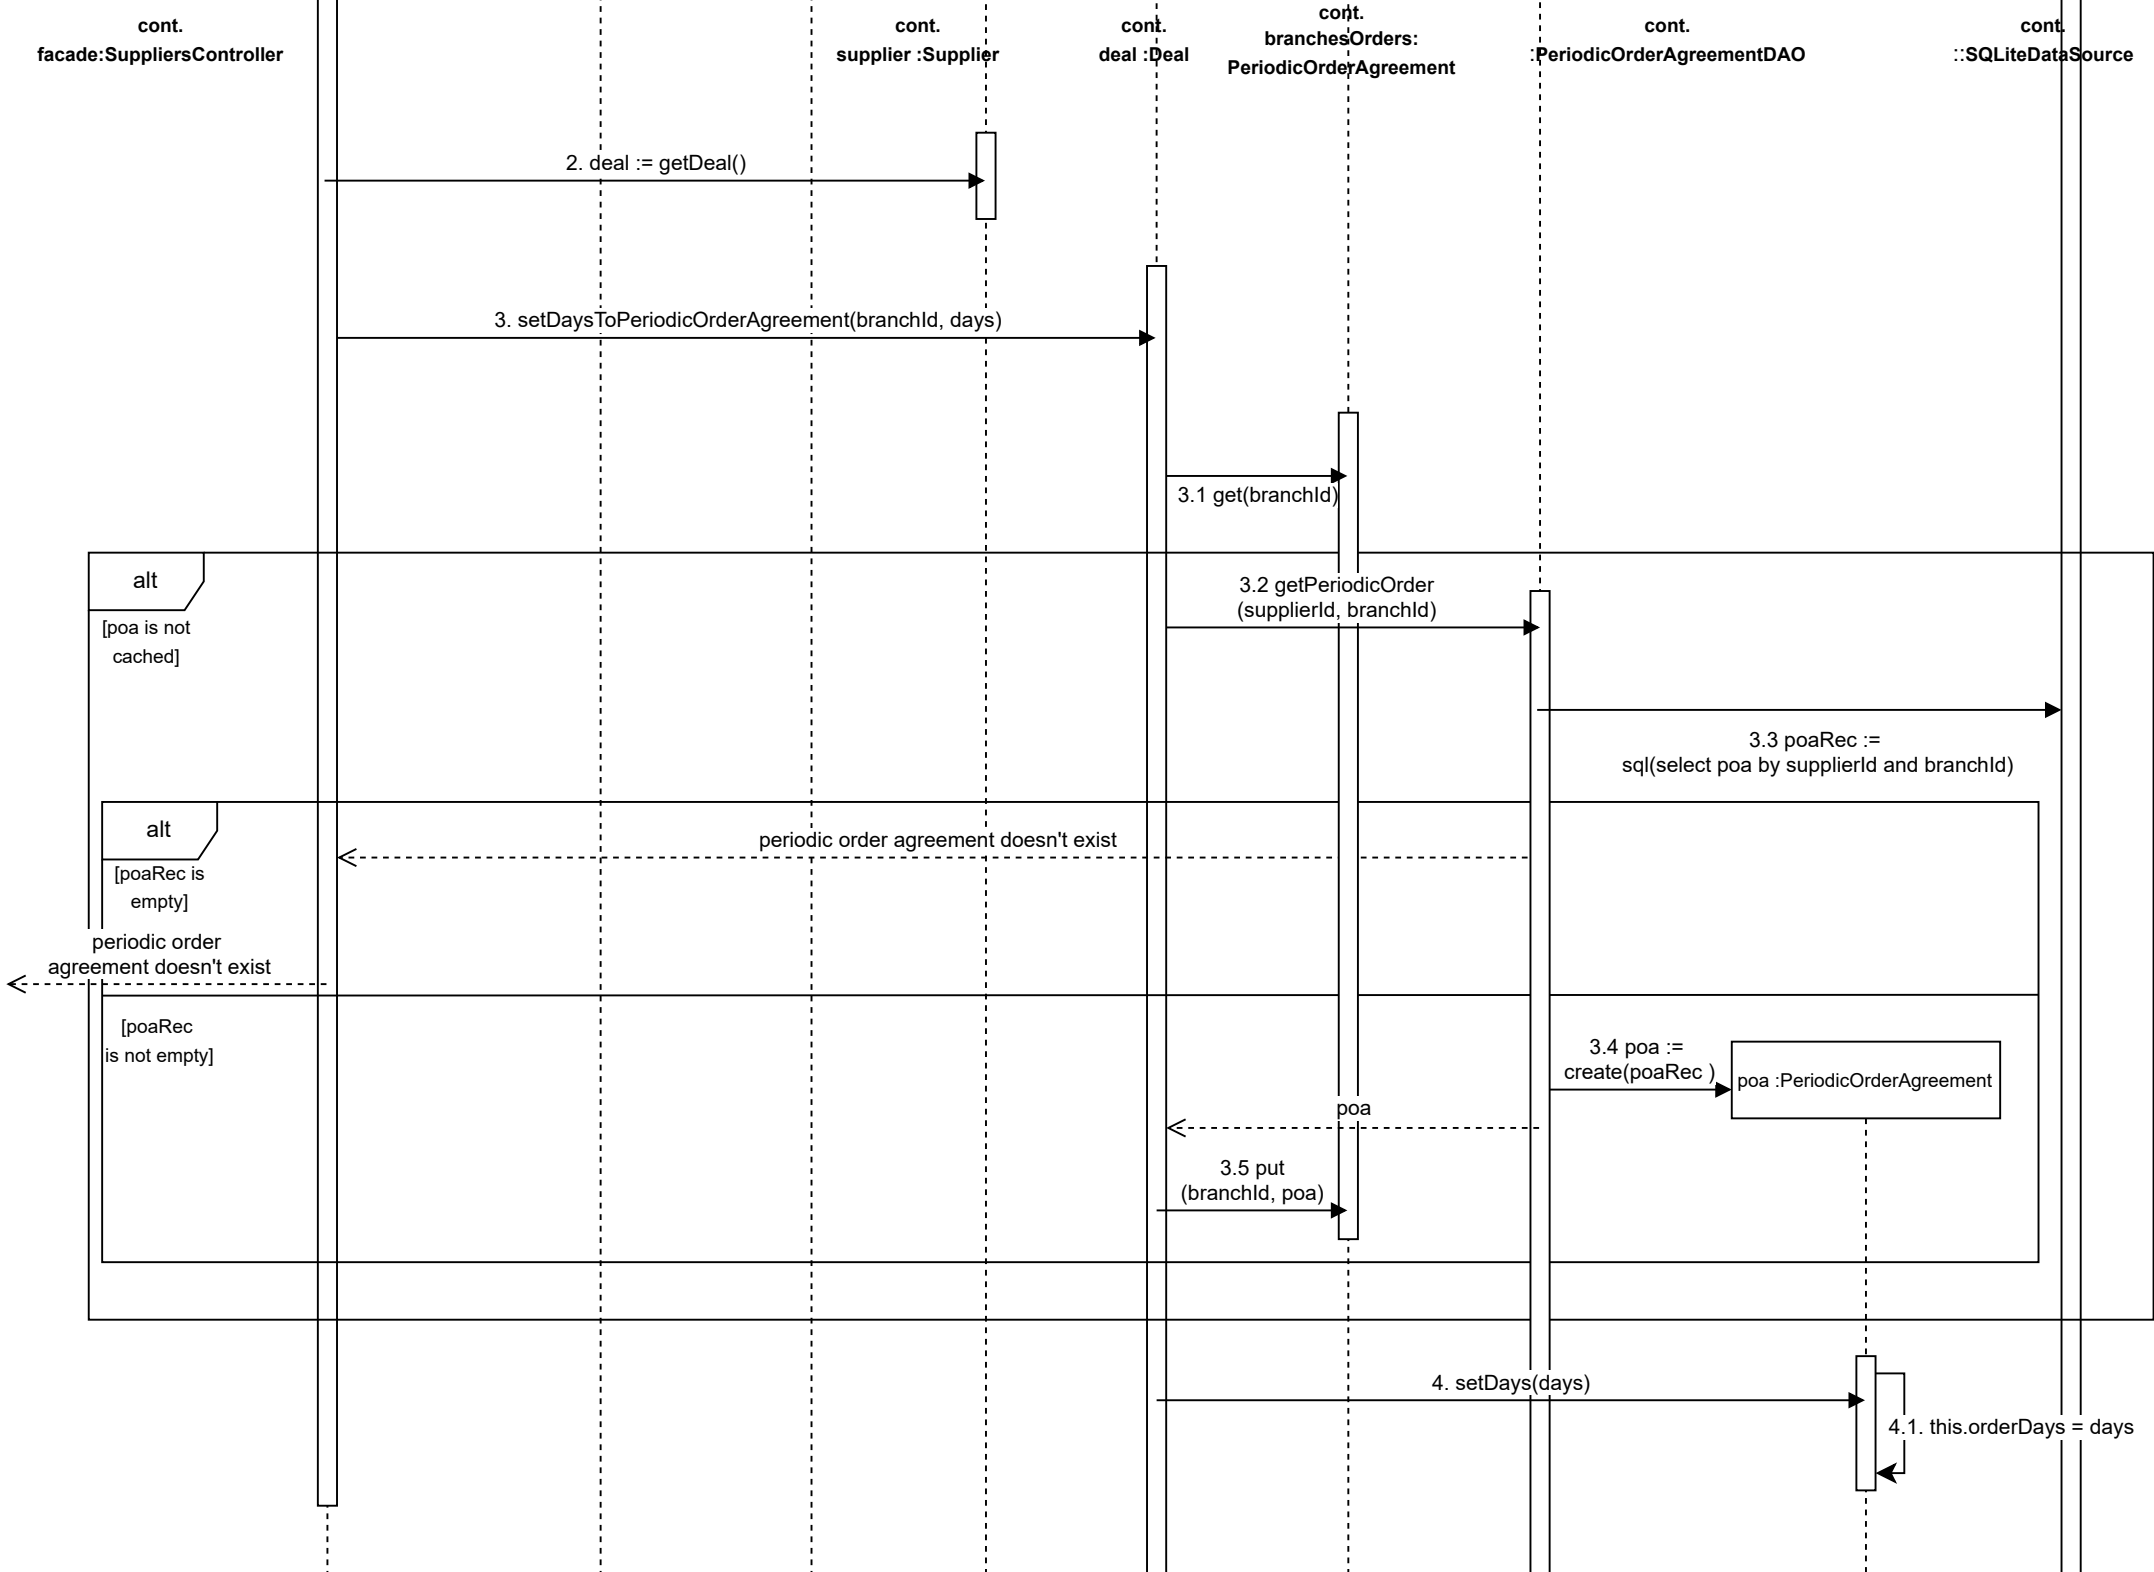 cont.
facade:SuppliersController
cont.
supplier :Supplier
cont.
deal :Deal
cont.
branchesOrders:
PeriodicOrderAgreement
cont.
:PeriodicOrderAgreementDAO
cont.
::SQLiteDataSource
2. deal := getDeal()
3. setDaysToPeriodicOrderAgreement(branchId, days)
3.1 get(branchId)
alt
[poa is not
cached]
3.2 getPeriodicOrder
(supplierId, branchId)
3.3 poaRec :=
sql(select poa by supplierId and branchId)
alt
[poaRec is
empty]
periodic order agreement doesn't exist
periodic order
agreement doesn't exist
[poaRec
is not empty]
3.4 poa :=
create(poaRec )
poa :PeriodicOrderAgreement
poa
3.5 put
(branchId, poa)
4. setDays(days)
4.1. this.orderDays = days